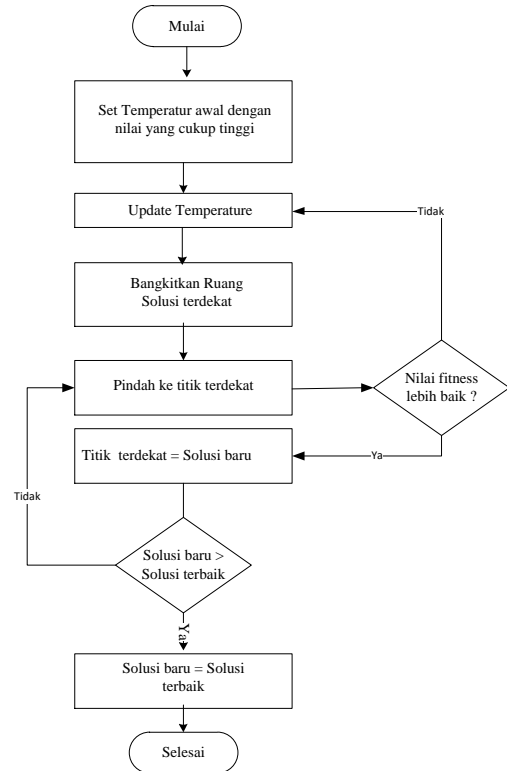 Mulai
Set Temperatur awal dengan
nilai yang cukup tinggi
Update Temperature
Tidak
Bangkitkan Ruang
Solusi terdekat
Pindah ke titik terdekat
Nilai fitness
lebih baik ?
Titik terdekat = Solusi baru
Ya
Tidak
Solusi baru >
Solusi terbaik
Ya
Solusi baru = Solusi
terbaik
Selesai